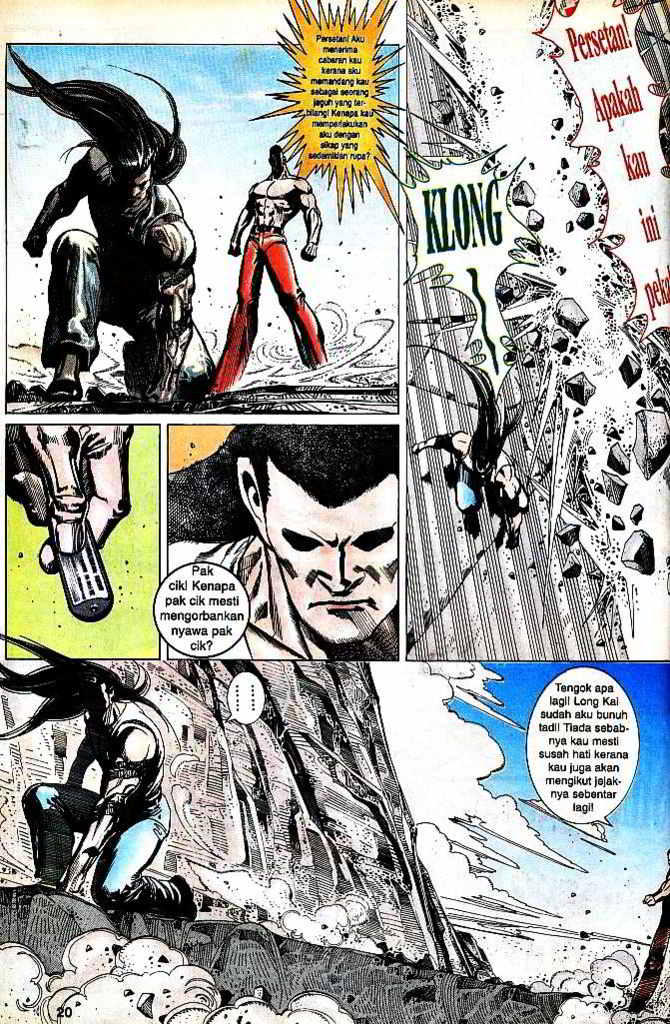 Persetan! Aku
menerima
cabaran kau
kerana aku
memandang kau
sebagai seorang
jaguh yang ter-
bilang! Kenapa kau
memperlakukan
aku dengan
sikap yang
sedemikian rupa?
Persetan!
Apakah
kau
ini
KLONG
Pak
cik! Kenapa
pak cik mesti
mengorbankan
nyawa pak
cik?
Tengok apa
lagi! Long Kai
sudah aku bunuh
tadi! Tiada sebab-
nya kau mesti
susah hati kerana
kau juga akan
mengikut jejak-
nya sebentar
lagi!
20